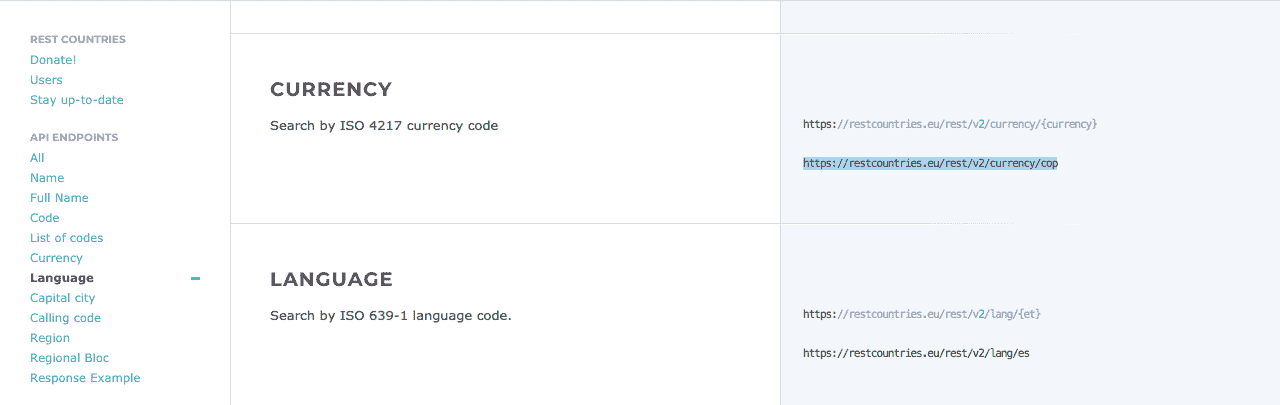 REST COUNTRIES
Donate!
Users
Stay up-to-date
API ENDPOINTS
All
Name
Full Name
Code
List of codes
Currency
Language
Capital city
Calling code
Region
Regional Bloc
Response Example
CURRENCY
Search by ISO 4217 currency code
https://restcountries.eu/rest/v2/currency/{currency}
https://restcountries.eu/rest/v2/currency/cop
LANGUAGE
Search by ISO 639-1 language code.
https://restcountries.eu/rest/v2/lang/{et}
https://restcountries.eu/rest/v2/lang/es